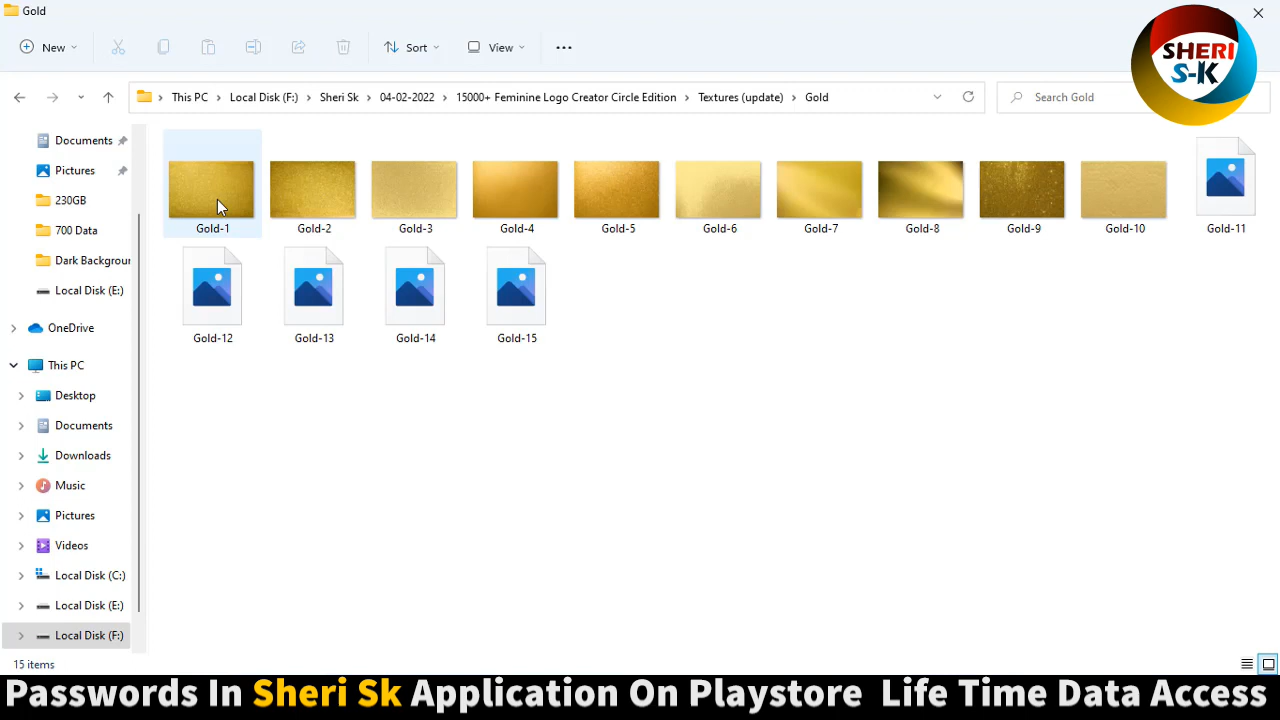 Gold
New
Sort
View
SHERI
S-K
This PC
Local Disk (F:)
Sheri Sk
04-02-2022
15000+ Feminine Logo Creator Circle Edition
Textures (update)
Gold
Search Gold
Documents
Pictures
230GB
700 Data
Dark Backgroun
Local Disk (E:)
OneDrive
This PC
Desktop
Documents
Downloads
Music
Pictures
Videos
Local Disk (C:)
Local Disk (E:)
Local Disk (F:)
Gold-1
Gold-2
Gold-3
Gold-4
Gold-5
Gold-6
Gold-7
Gold-8
Gold-9
Gold-10
Gold-11
Gold-12
Gold-13
Gold-14
Gold-15
15 items
Passwords In Sheri Sk Application On Playstore Life Time Data Access